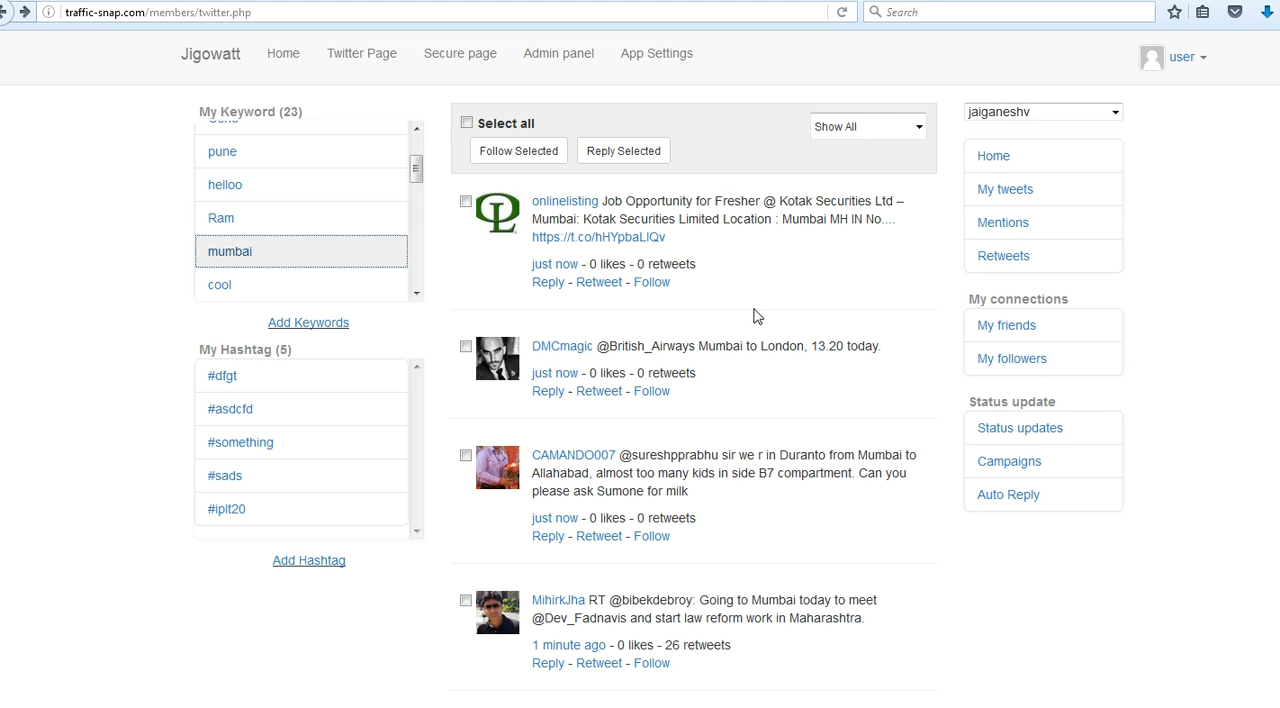 traffic-snap.com/members/twitter.php
Search
Jigowatt
Home
Twitter Page
Secure page
Admin panel
App Settings
user
My Keyword (23)
pune
helloo
Ram
mumbai
cool
Add Keywords
My Hashtag (5)
#dfgt
#asdcfd
#something
#sads
#iplt20
Add Hashtag
Select all
Show All
Follow Selected
Reply Selected
onlinelisting Job Opportunity for Fresher @ Kotak Securities Ltd –
Mumbai: Kotak Securities Limited Location : Mumbai MH IN No....
https://t.co/hHYpbaLIQv
just now - 0 likes - 0 retweets
Reply - Retweet - Follow
DMCmagic @British_Airways Mumbai to London, 13.20 today.
just now - 0 likes - 0 retweets
Reply - Retweet - Follow
CAMANDO007 @sureshpprabhu sir we r in Duranto from Mumbai to
Allahabad, almost too many kids in side B7 compartment. Can you
please ask Sumone for milk
just now - 0 likes - 0 retweets
Reply - Retweet - Follow
MihirkJha RT @bibekdebroy: Going to Mumbai today to meet
@Dev_Fadnavis and start law reform work in Maharashtra.
1 minute ago - 0 likes - 26 retweets
Reply - Retweet - Follow
jaiganeshv
Home
My tweets
Mentions
Retweets
My connections
My friends
My followers
Status update
Status updates
Campaigns
Auto Reply